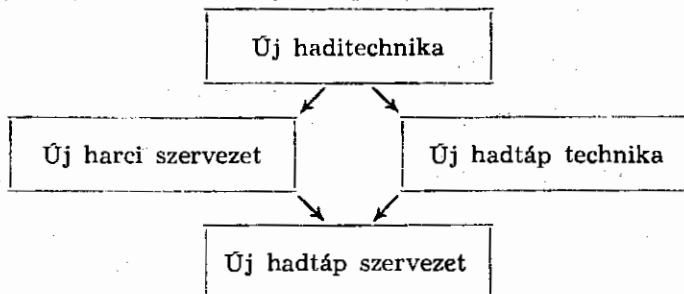 Új haditechnika
Új harci szervezet
Új hadtáp technika
Új hadtáp szervezet